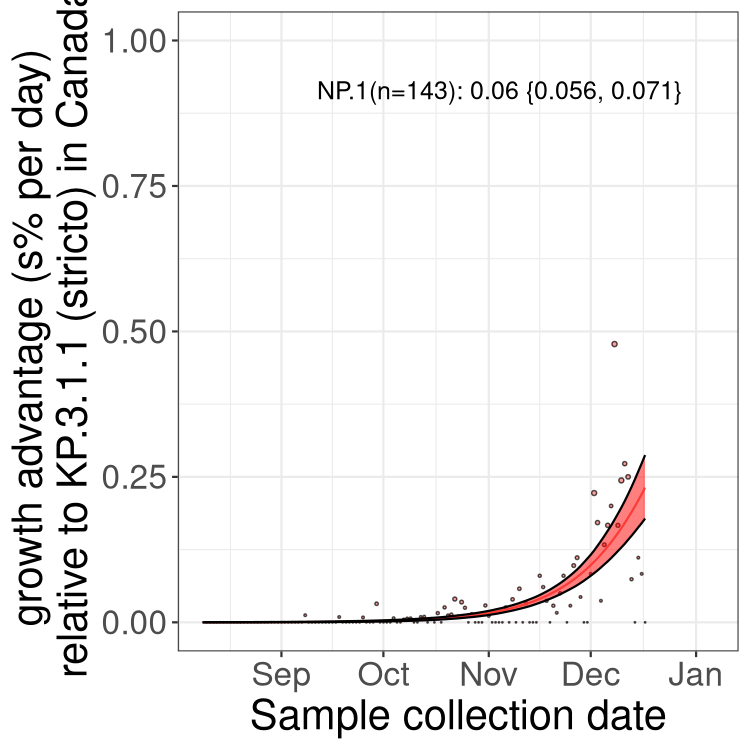 growth advantage (s% per day)
relative to KP.3.1.1 (stricto) in Canada
1.00
0.75
0.50
0.25
0.00
NP.1(n=143): 0.06 {0.056, 0.071}
Sep Oct Nov Dec Jan
Sample collection date